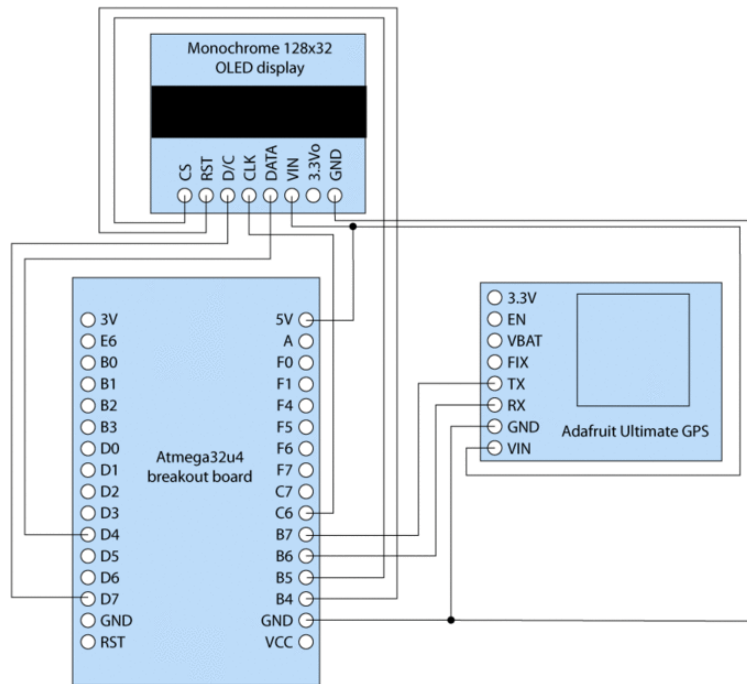 Monochrome 128x32
OLED display
CS
RST
D/C
CLK
DATA
VIN
3.3Vo
GND
3V
E6
B0
B1
B2
B3
D0
D1
D2
D3
D4
D5
D6
D7
GND
RST
Atmega32u4
breakout board
5V
A
F0
F1
F4
F5
F6
F7
C7
C6
B7
B6
B5
B4
GND
VCC
3.3V
EN
VBAT
FIX
TX
RX
GND
VIN
Adafruit Ultimate GPS